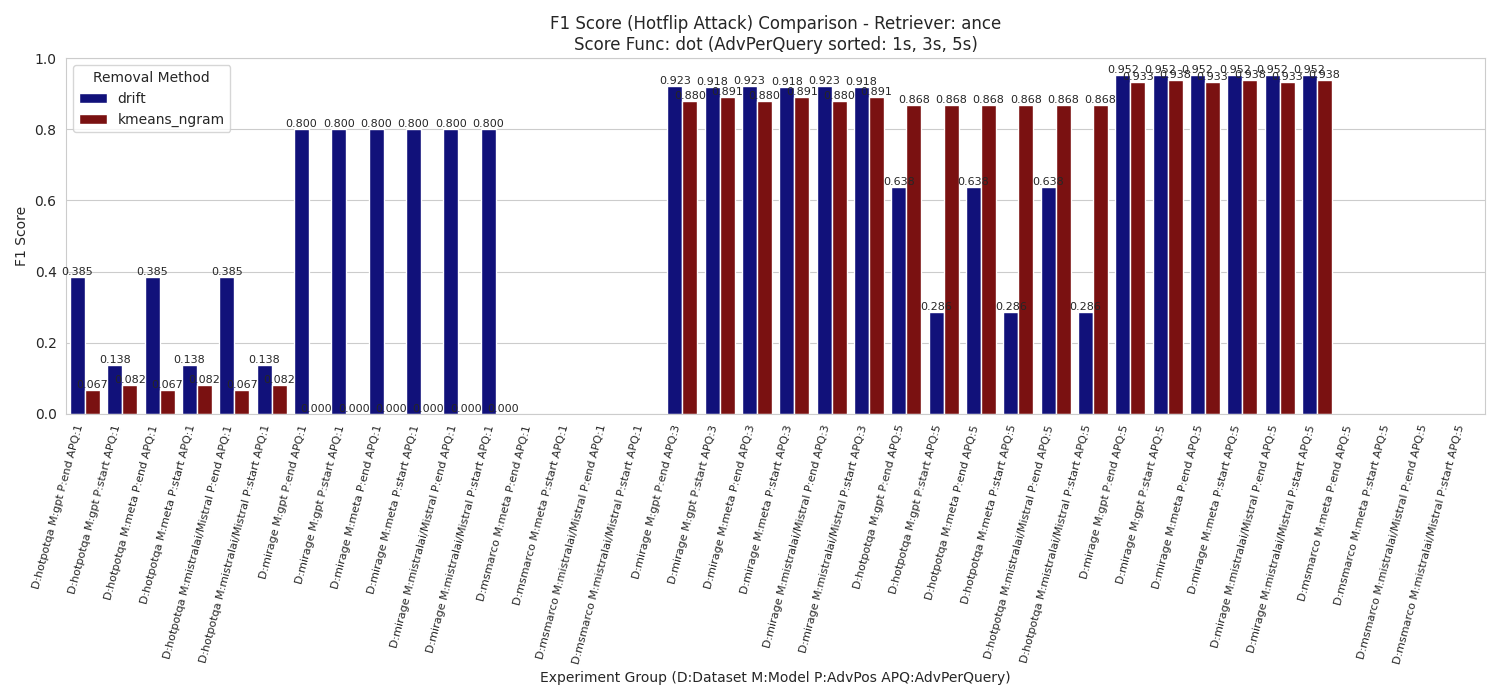 F1 Score (Hotflip Attack) Comparison - Retriever: ance
Score Func: dot (AdvPerQuery sorted: 1s, 3s, 5s)
Removal Method
drift
kmeans_ngram
F1 Score
1.0
0.8
0.6
0.4
0.2
0.0
0.385
0.067
0.138
0.082
0.385
0.067
0.138
0.082
0.385
0.067
0.138
0.082
0.800
0.000
0.800
0.000
0.800
0.000
0.800
0.000
0.800
0.000
0.800
0.000
0.923
0.880
0.918
0.891
0.923
0.880
0.918
0.891
0.923
0.880
0.918
0.891
0.868
0.868
0.868
0.868
0.868
0.868
0.952
0.933
0.952
0.938
0.952
0.933
0.952
0.938
0.952
0.933
0.952
0.938
D:hotpotqa M:gpt P:end APQ:1
D:hotpotqa M:gpt P:start APQ:1
D:hotpotqa M:meta P:end APQ:1
D:hotpotqa M:meta P:start APQ:1
D:hotpotqa M:mistralai/Mistral P:end APQ:1
D:hotpotqa M:mistralai/Mistral P:start APQ:1
D:mirage M:gpt P:end APQ:1
D:mirage M:gpt P:start APQ:1
D:mirage M:meta P:end APQ:1
D:mirage M:meta P:start APQ:1
D:mirage M:mistralai/Mistral P:end APQ:1
D:mirage M:mistralai/Mistral P:start APQ:1
D:msmarco M:meta P:end APQ:1
D:msmarco M:meta P:start APQ:1
D:msmarco M:mistralai/Mistral P:end APQ:1
D:msmarco M:mistralai/Mistral P:start APQ:1
D:mirage M:gpt P:end APQ:3
D:mirage M:gpt P:start APQ:3
D:mirage M:meta P:end APQ:3
D:mirage M:meta P:start APQ:3
D:mirage M:mistralai/Mistral P:end APQ:3
D:mirage M:mistralai/Mistral P:start APQ:3
D:hotpotqa M:gpt P:end APQ:5
D:hotpotqa M:gpt P:start APQ:5
D:hotpotqa M:meta P:end APQ:5
D:hotpotqa M:meta P:start APQ:5
D:hotpotqa M:mistralai/Mistral P:end APQ:5
D:hotpotqa M:mistralai/Mistral P:start APQ:5
D:mirage M:gpt P:end APQ:5
D:mirage M:gpt P:start APQ:5
D:mirage M:meta P:end APQ:5
D:mirage M:meta P:start APQ:5
D:mirage M:mistralai/Mistral P:end APQ:5
D:mirage M:mistralai/Mistral P:start APQ:5
D:msmarco M:meta P:end APQ:5
D:msmarco M:meta P:start APQ:5
D:msmarco M:mistralai/Mistral P:end APQ:5
D:msmarco M:mistralai/Mistral P:start APQ:5
Experiment Group (D:Dataset M:Model P:AdvPos APQ:AdvPerQuery)